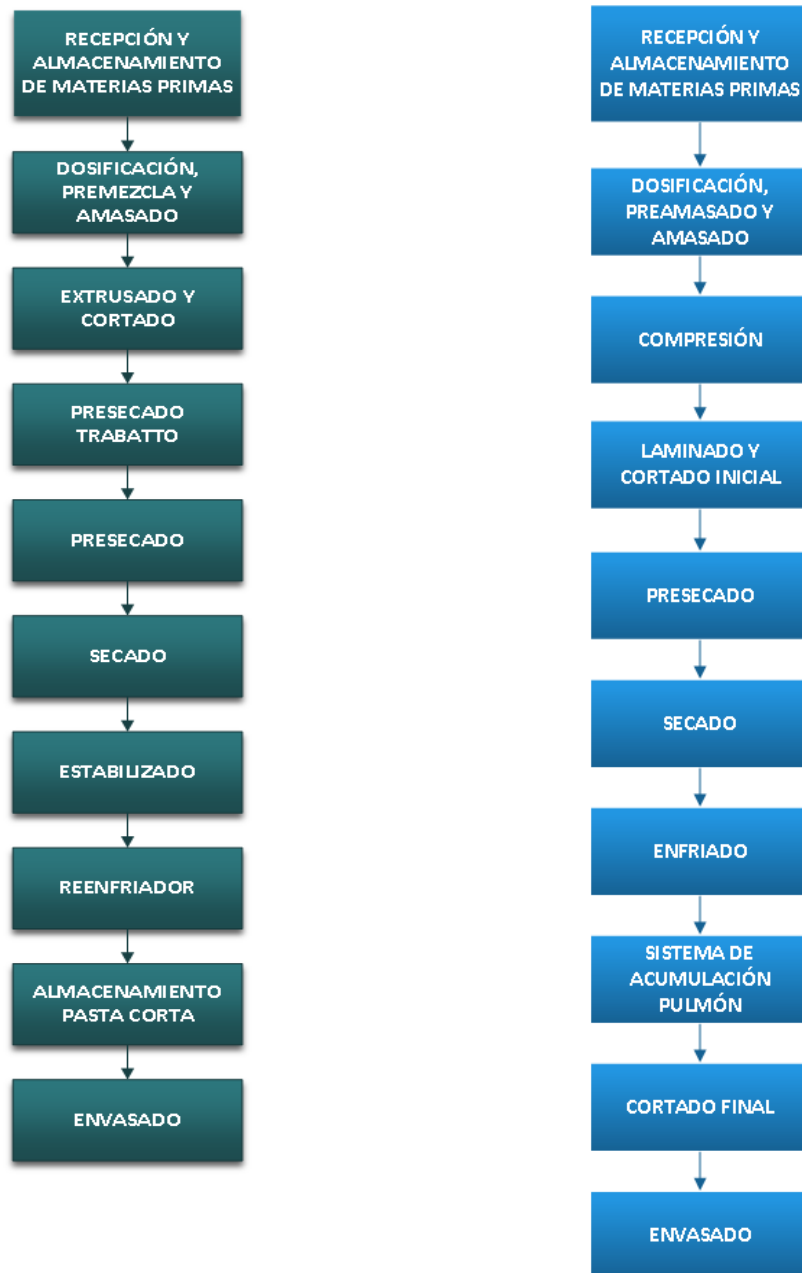 RECEPCIÓN Y
ALMACENAMIENTO
DE MATERIAS PRIMAS
DOSIFICACIÓN,
PREMEZCLA Y
AMASADO
EXTRUSADO Y
CORTADO
PRESECADO
TRABATTO
PRESECADO
SECADO
ESTABILIZADO
REENFRIADOR
ALMACENAMIENTO
PASTA CORTA
ENVASADO
RECEPCIÓN Y
ALMACENAMIENTO
DE MATERIAS PRIMAS
DOSIFICACIÓN,
PREAMASADO Y
AMASADO
COMPRESIÓN
LAMINADO Y
CORTADO INICIAL
PRESECADO
SECADO
ENFRIADO
SISTEMA DE
ACUMULACIÓN
PULMÓN
CORTADO FINAL
ENVASADO